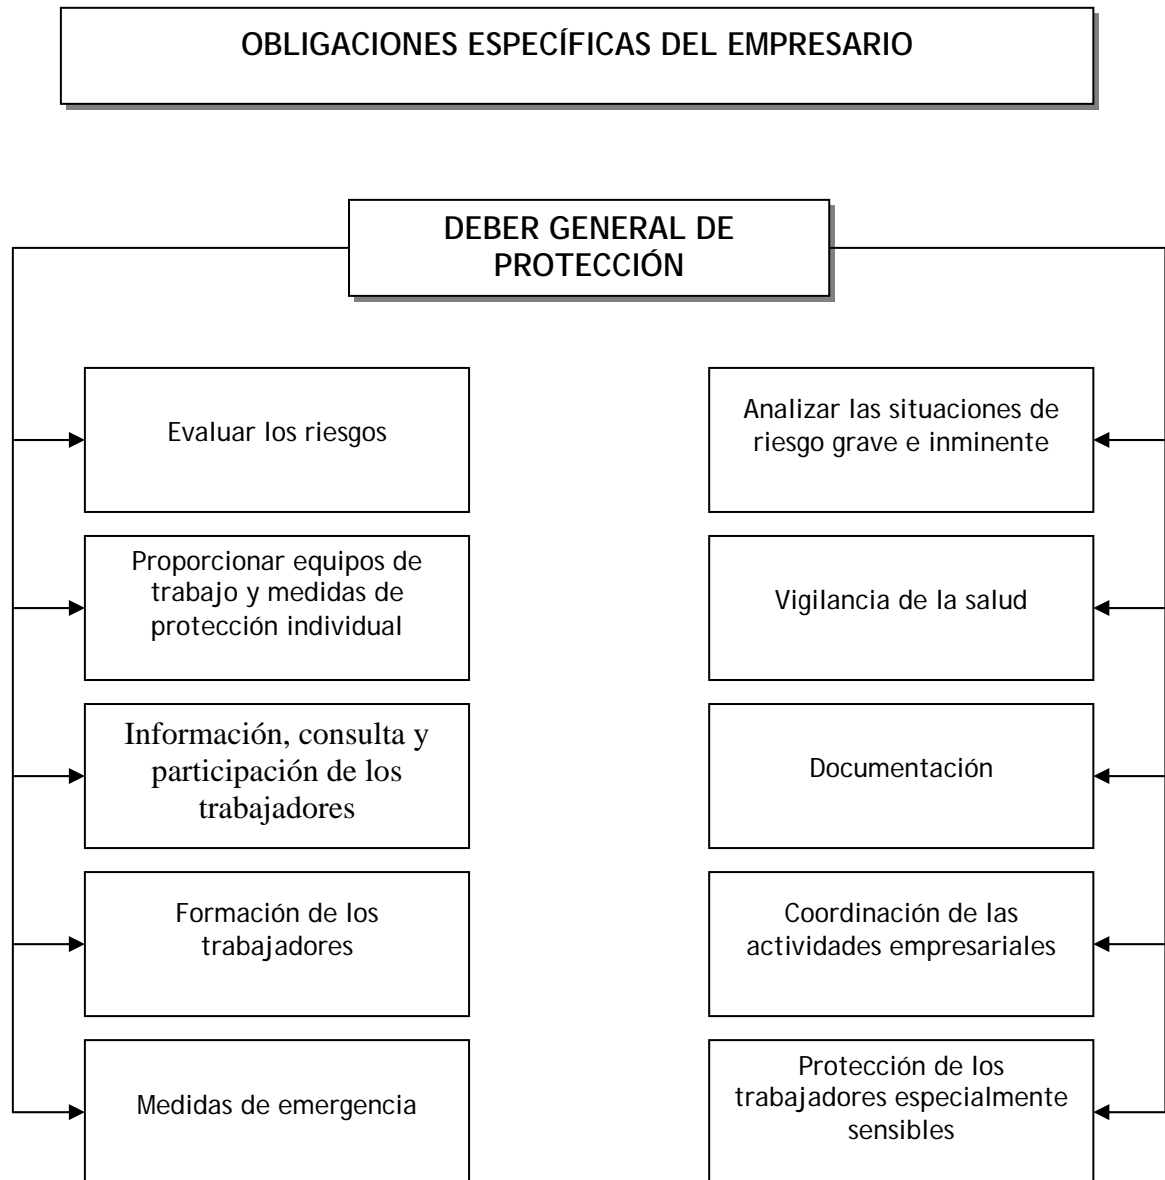 OBLIGACIONES ESPECÍFICAS DEL EMPRESARIO
DEBER GENERAL DE
PROTECCIÓN
Evaluar los riesgos
Proporcionar equipos de
trabajo y medidas de
protección individual
Información, consulta y
participación de los
trabajadores
Formación de los
trabajadores
Medidas de emergencia
Analizar las situaciones de
riesgo grave e inminente
Vigilancia de la salud
Documentación
Coordinación de las
actividades empresariales
Protección de los
trabajadores especialmente
sensibles